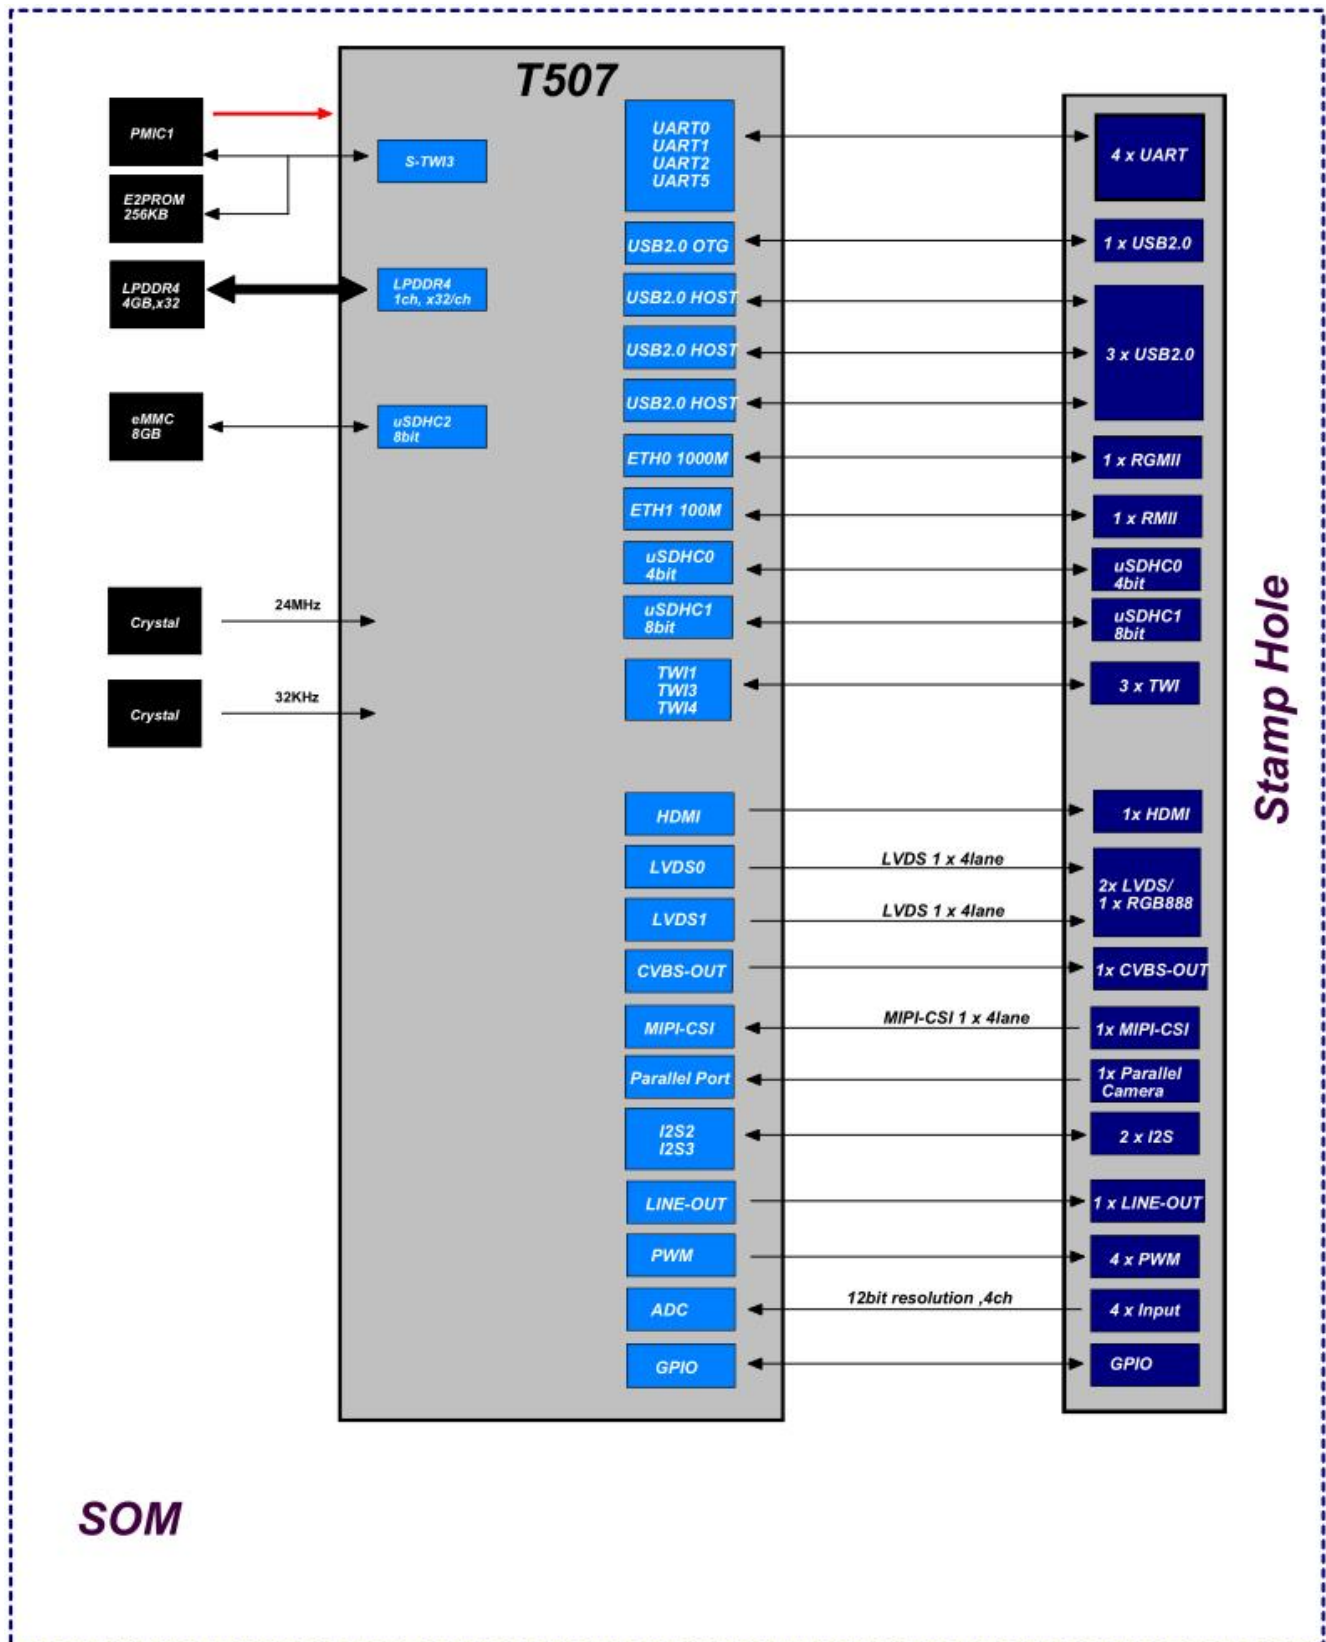 T507
PMIC1
E2PROM
256KB
LPDDR4
4GB,x32
eMMC
8GB
Crystal
24MHz
Crystal
32KHz
S-TWI3
LPDDR4
1ch, x32/ch
uSDHC2
8bit
UART0
UART1
UART2
UART5
4 x UART
USB2.0 OTG
1 x USB2.0
USB2.0 HOST
USB2.0 HOST
USB2.0 HOST
3 x USB2.0
ETH0 1000M
1 x RGMII
ETH1 100M
1 x RMII
uSDHC0
4bit
uSDHC0
4bit
uSDHC1
8bit
uSDHC1
8bit
TWI1
TWI3
TWI4
3 x TWI
HDMI
1x HDMI
LVDS0
LVDS 1 x 4lane
LVDS1
LVDS 1 x 4lane
2x LVDS/
1 x RGB888
CVBS-OUT
1x CVBS-OUT
MIPI-CSI
MIPI-CSI 1 x 4lane
1x MIPI-CSI
Parallel Port
1x Parallel
Camera
I2S2
I2S3
2 x I2S
LINE-OUT
1 x LINE-OUT
PWM
4 x PWM
ADC
12bit resolution ,4ch
4 x Input
GPIO
GPIO
Stamp Hole
SOM